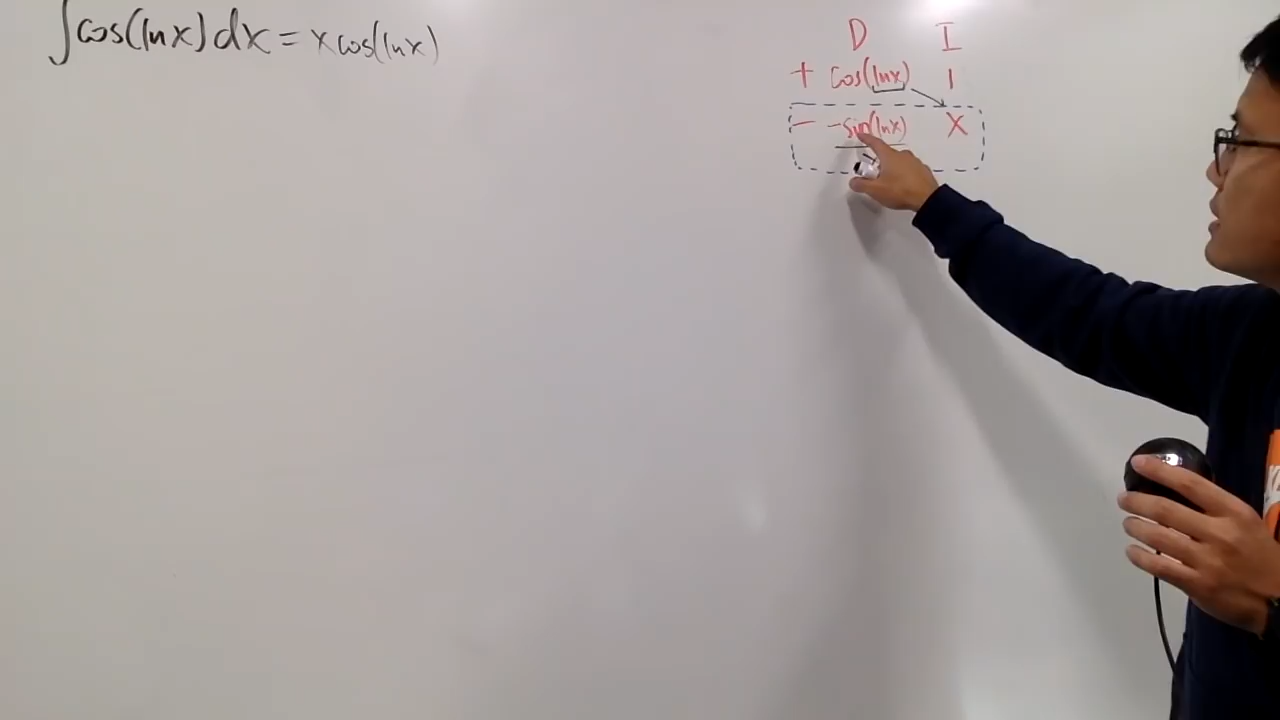 ∫cos(lnx)dx = x cos(lnx)
D I
+ cos(lnx) 1
- -sin(lnx) x